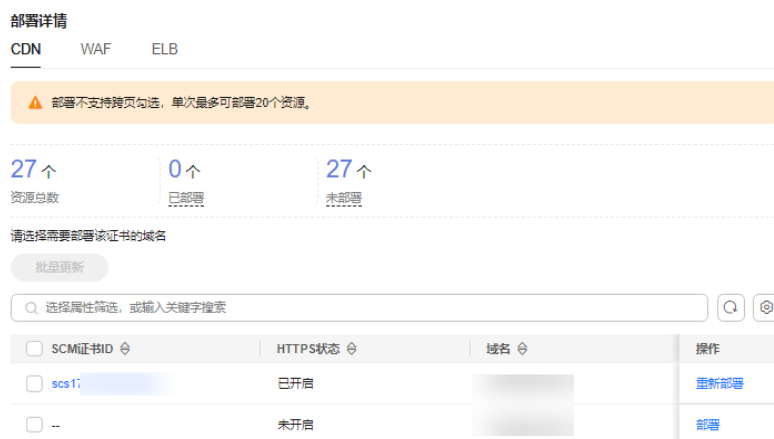 部署详情
CDN WAF ELB
部署不支持跨页勾选，单次最多可部署20个资源。
27个 0个 27个
资源总数 已部署 未部署
请选择需要部署该证书的域名
批量更新
选择属性筛选，或输入关键字搜索
SCM证书ID HTTPS状态 域名 操作
scs17 已开启 重新部署
-- 未开启 部署